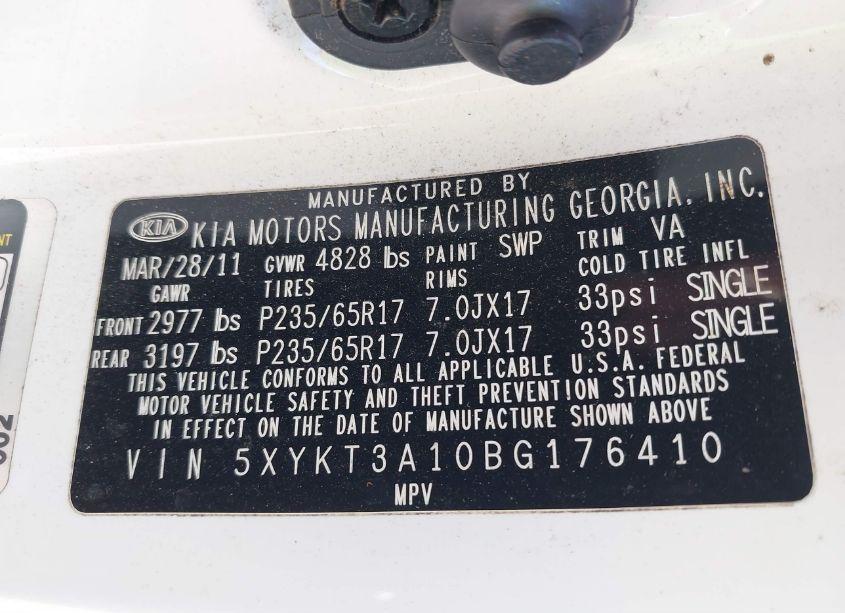 MANUFACTURED BY
KIA KIA MOTORS MANUFACTURING GEORGIA, INC.
MAR/28/11 GVWR 4828 lbs PAINT SWP TRIM VA
GAWR TIRES RIMS COLD TIRE INFL
FRONT 2977 lbs P235/65R17 7.0JX17 33psi SINGLE
REAR 3197 lbs P235/65R17 7.0JX17 33psi SINGLE
THIS VEHICLE CONFORMS TO ALL APPLICABLE U.S.A. FEDERAL
MOTOR VEHICLE SAFETY AND THEFT PREVENTION STANDARDS
IN EFFECT ON THE DATE OF MANUFACTURE SHOWN ABOVE
VIN 5XYKT3A10BG176410
MPV